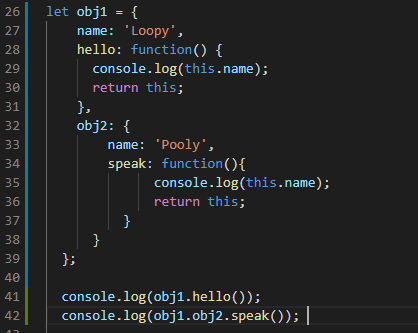 26 let obj1 = {
27 name: 'Loopy',
28 hello: function() {
29 console.log(this.name);
30 return this;
31 },
32 obj2: {
33 name: 'Pooly',
34 speak: function(){
35 console.log(this.name);
36 return this;
37 }
38 }
39 };
40
41 console.log(obj1.hello());
42 console.log(obj1.obj2.speak());